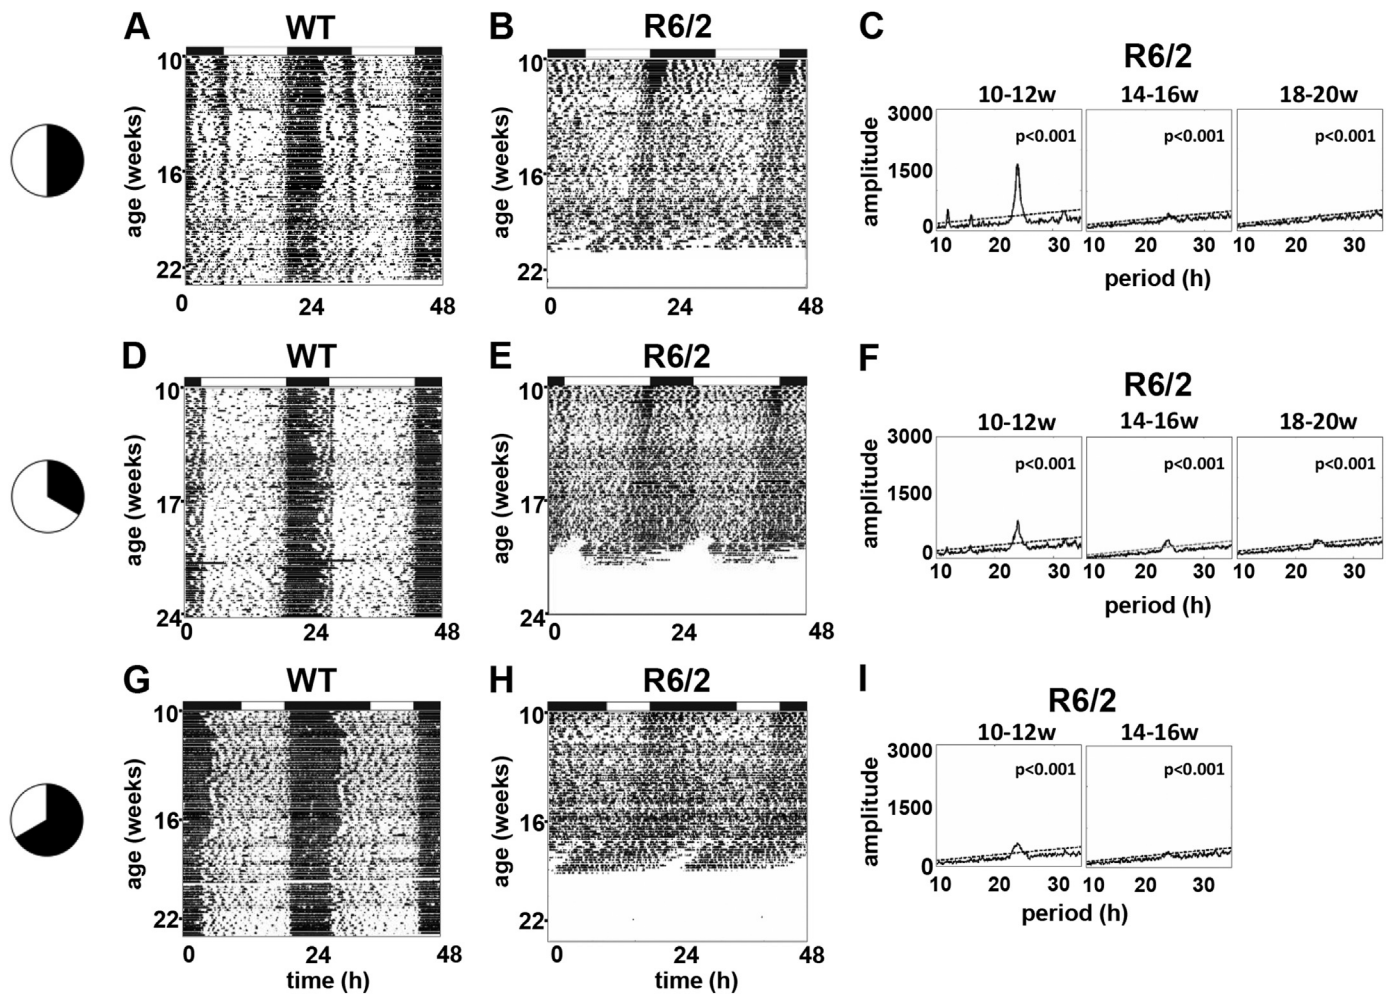 A WT
age (weeks)
10
16
22
0 24 48
B R6/2
age (weeks)
10
16
22
0 24 48
C R6/2
10-12w 14-16w 18-20w
amplitude
3000
1500
0
p<0.001 p<0.001 p<0.001
10 20 30 10 20 30 10 20 30
period (h)
D WT
age (weeks)
10
17
24
0 24 48
E R6/2
age (weeks)
10
17
24
0 24 48
F R6/2
10-12w 14-16w 18-20w
amplitude
3000
1500
0
p<0.001 p<0.001 p<0.001
10 20 30 10 20 30 10 20 30
period (h)
G WT
age (weeks)
10
16
22
0 24 48
time (h)
H R6/2
age (weeks)
10
16
22
0 24 48
time (h)
I R6/2
10-12w 14-16w
amplitude
3000
1500
0
p<0.001 p<0.001
10 20 30 10 20 30
period (h)